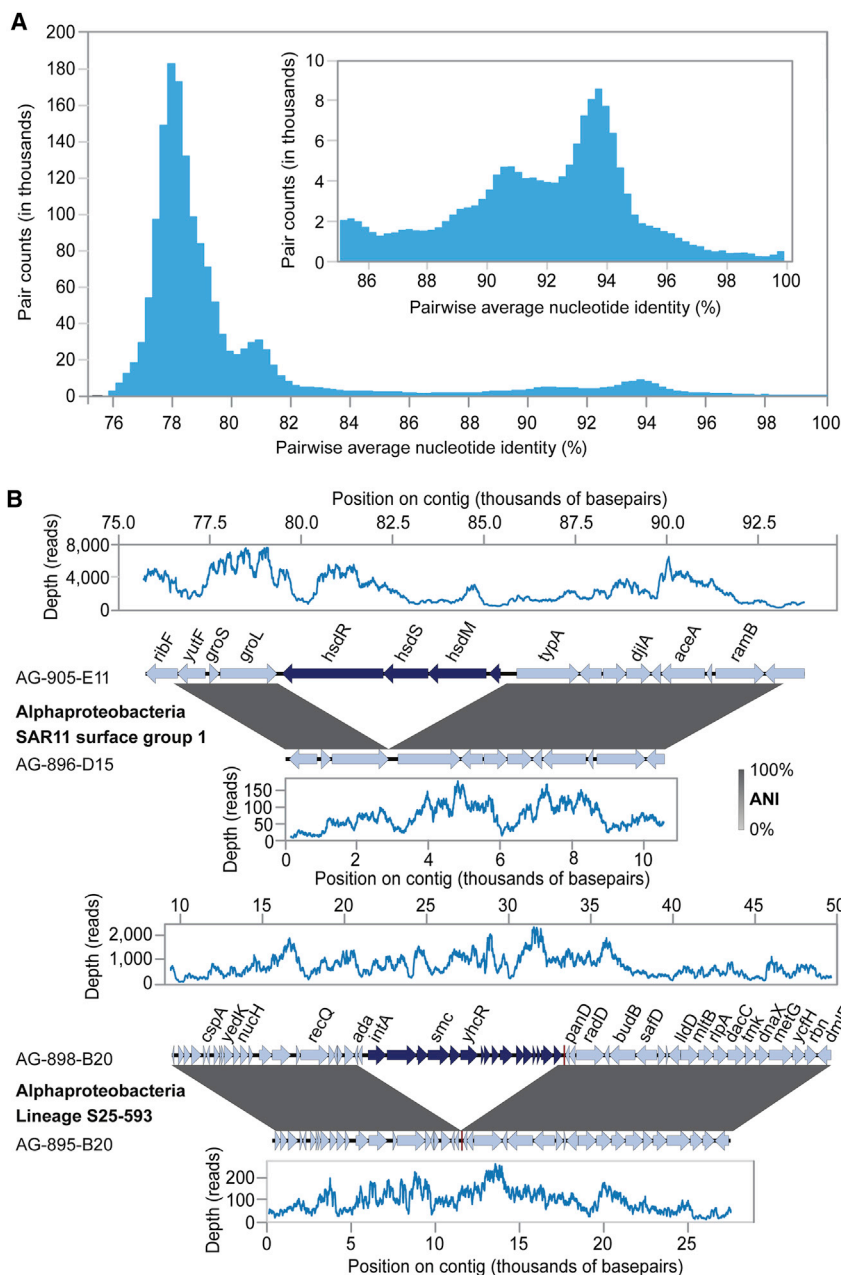 A
200
180
160
140
120
100
80
60
40
20
0
Pair counts (in thousands)
76 78 80 82 84 86 88 90 92 94 96 98 100
Pairwise average nucleotide identity (%)
10
8
6
4
2
0
Pair counts (in thousands)
86 88 90 92 94 96 98 100
Pairwise average nucleotide identity (%)
B
Position on contig (thousands of basepairs)
75.0 77.5 80.0 82.5 85.0 87.5 90.0 92.5
Depth (reads)
8,000
4,000
0
ribF yutF groS groL hsdR hsdS hsdM typA djlA aceA ramB
AG-905-E11
Alphaproteobacteria
SAR11 surface group 1
AG-896-D15
100%
ANI
0%
Depth (reads)
150
100
50
0
0 2 4 6 8 10
Position on contig (thousands of basepairs)
10 15 20 25 30 35 40 45 50
Depth (reads)
2,000
1,000
0
cspA yedK nucH recQ ada intA smc yhcR panD radD budB safD lldD mltB rlpA dacC tmk dnaX metG ycfH rbn
AG-898-B20
Alphaproteobacteria
Lineage S25-593
AG-895-B20
Depth (reads)
200
100
0
0 5 10 15 20 25
Position on contig (thousands of basepairs)